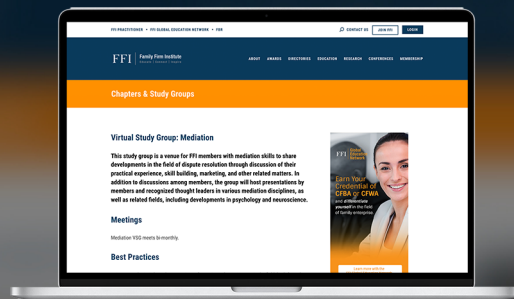 FFI PRACTITIONER • FFI GLOBAL EDUCATION NETWORK • FBR
CONTACT US JOIN FFI LOGIN
FFI Family Firm Institute
ABOUT AWARDS DIRECTORIES EDUCATION RESEARCH CONFERENCES MEMBERSHIP
Chapters & Study Groups
Virtual Study Group: Mediation
This study group is a venue for FFI members with mediation skills to share
developments in the field of dispute resolution through discussion of their
practical experience, skill building, marketing, and other related matters. In
addition to discussions among members, the group will host presentations by
members and recognized thought leaders in various mediation disciplines, as
well as related fields, including developments in psychology and neuroscience.
Meetings
Mediation VSG meets bi-monthly.
Best Practices
FFI Global
Education
Network
Earn Your
Credential of
CFBA or CFWA
and differentiate
yourself in the field
of family enterprise.